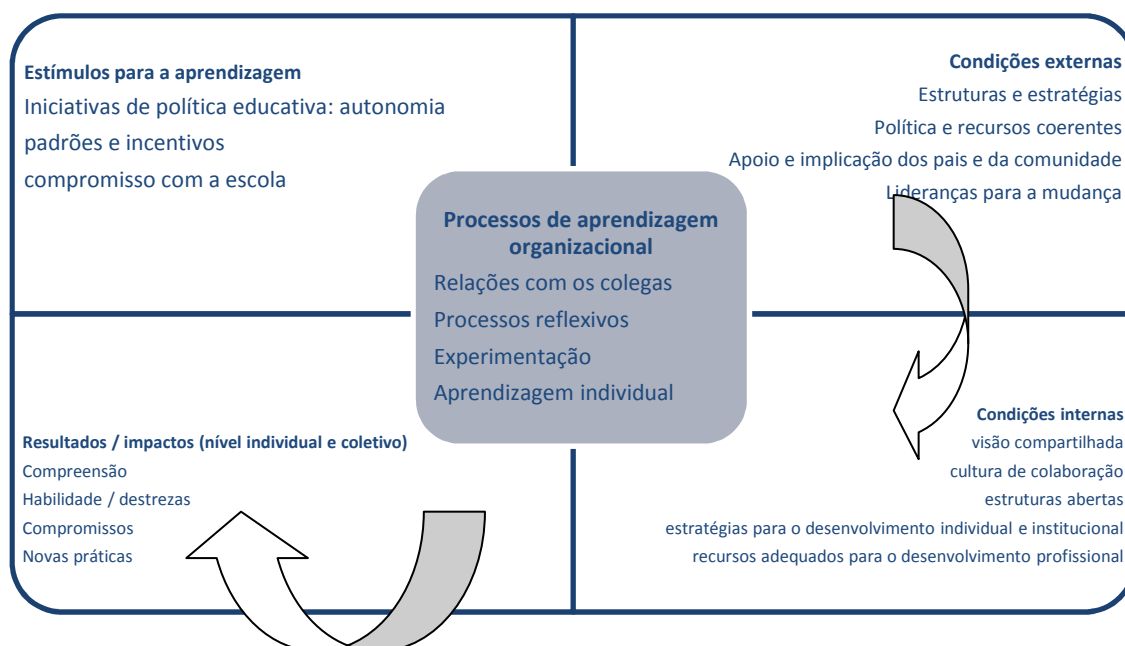 Estímulos para a aprendizagem
Iniciativas de política educativa: autonomia
padrões e incentivos
compromisso com a escola
Condições externas
Estruturas e estratégias
Política e recursos coerentes
Apoio e implicação dos pais e da comunidade
Lideranças para a mudança
Processos de aprendizagem
organizacional
Relações com os colegas
Processos reflexivos
Experimentação
Aprendizagem individual
Resultados / impactos (nível individual e coletivo)
Compreensão
Habilidade / destrezas
Compromissos
Novas práticas
Condições internas
visão compartilhada
cultura de colaboração
estruturas abertas
estratégias para o desenvolvimento individual e institucional
recursos adequados para o desenvolvimento profissional